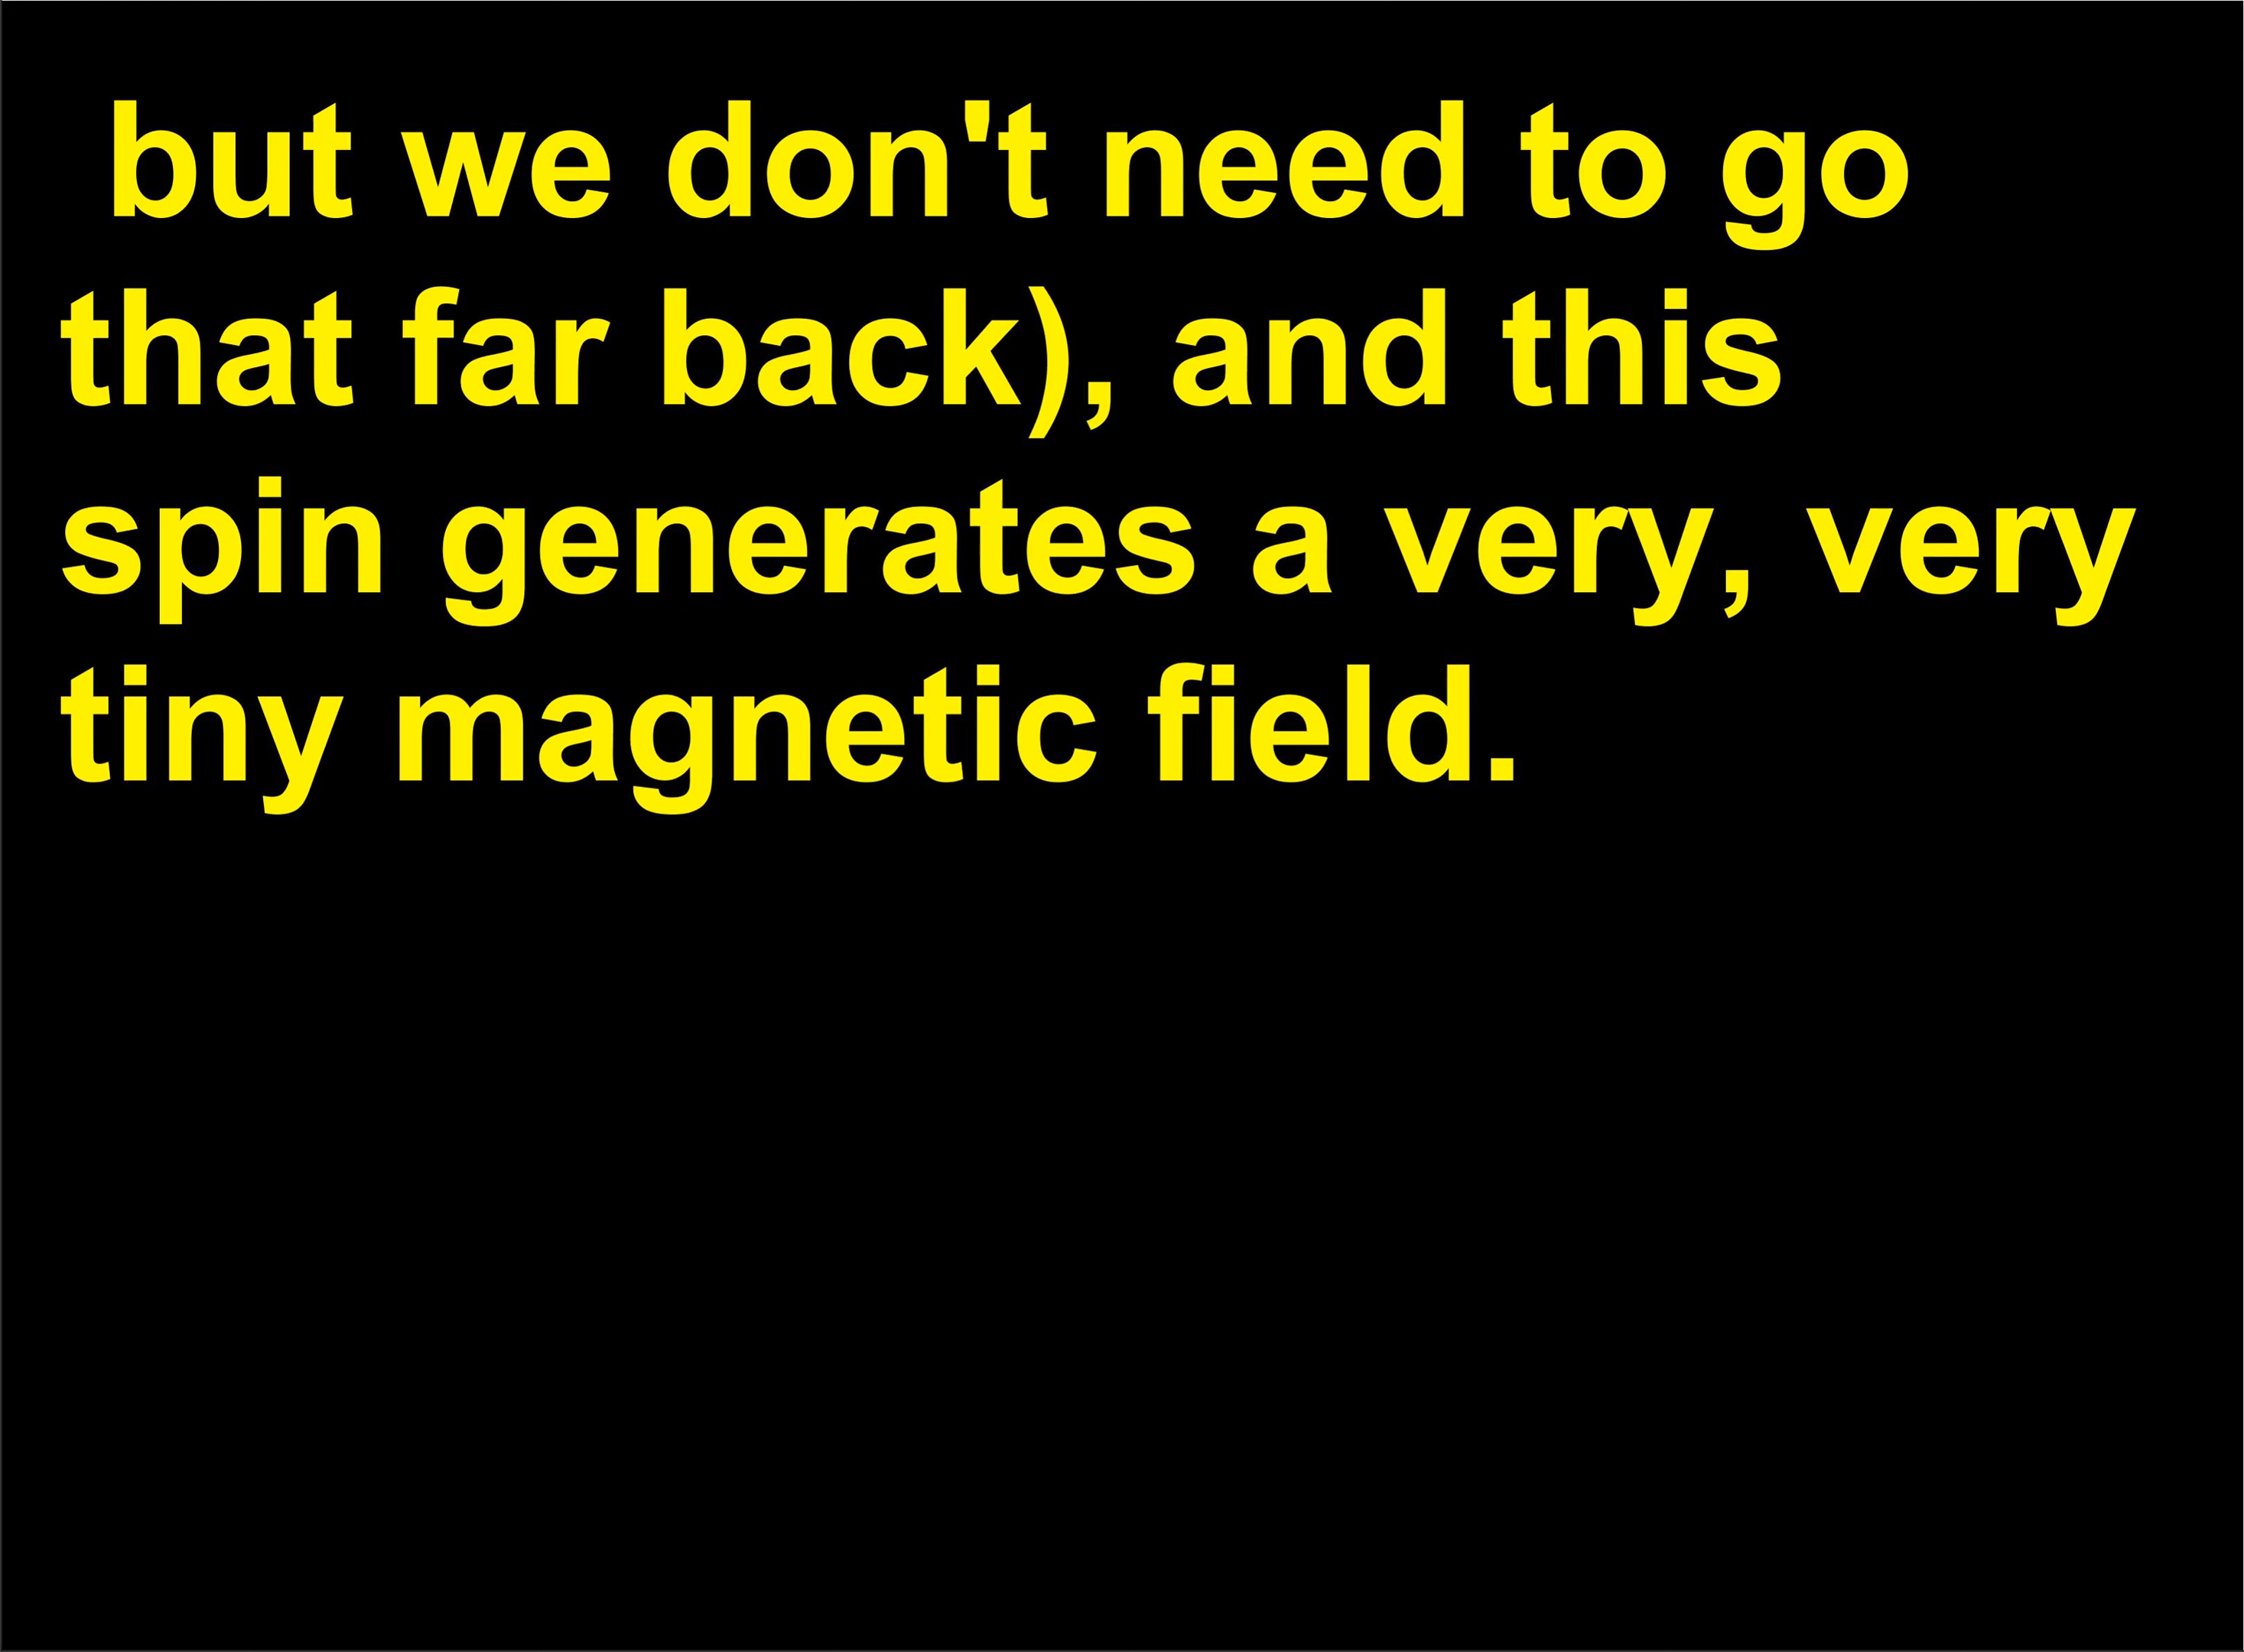 but we don't need to go
that far back), and this
spin generates a very, very
tiny magnetic field.